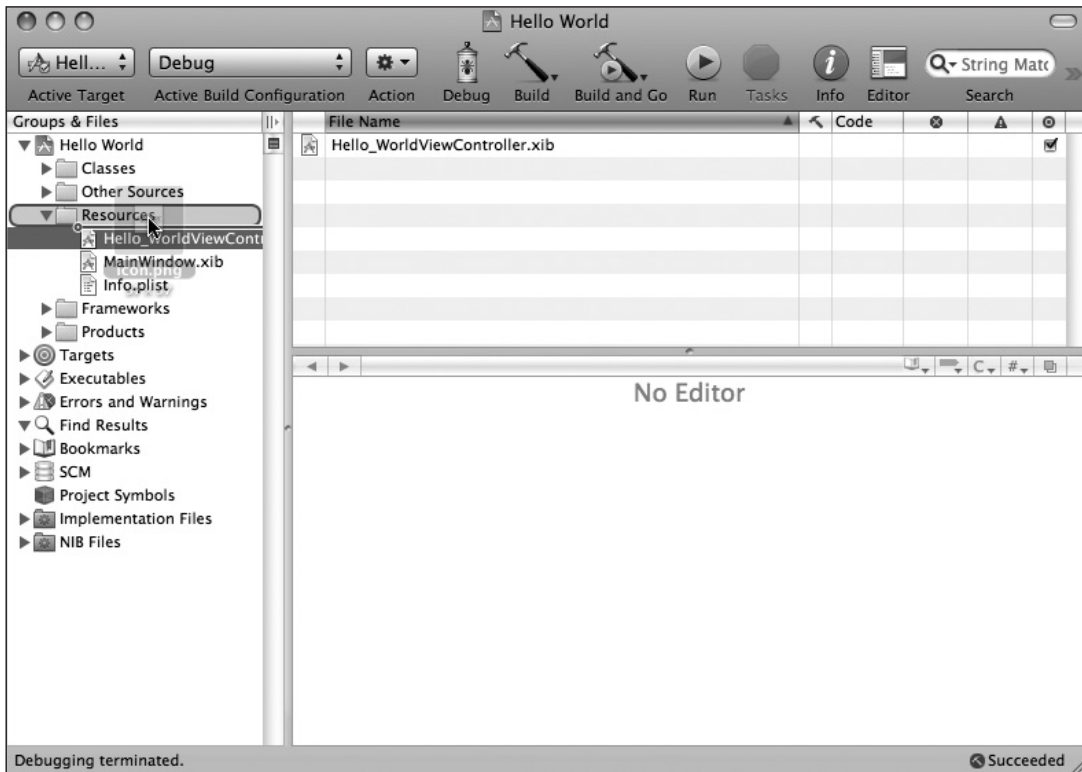 Hello World
Hell... Debug String Matc
Active Target Active Build Configuration Action Debug Build Build and Go Run Tasks Info Editor Search
Groups & Files
Hello World
Classes
Other Sources
Resources
Hello_WorldViewContr
MainWindow.xib
icon.png
Info.plist
Frameworks
Products
Targets
Executables
Errors and Warnings
Find Results
Bookmarks
SCM
Project Symbols
Implementation Files
NIB Files
File Name Code
Hello_WorldViewController.xib
C #
No Editor
Debugging terminated. Succeeded